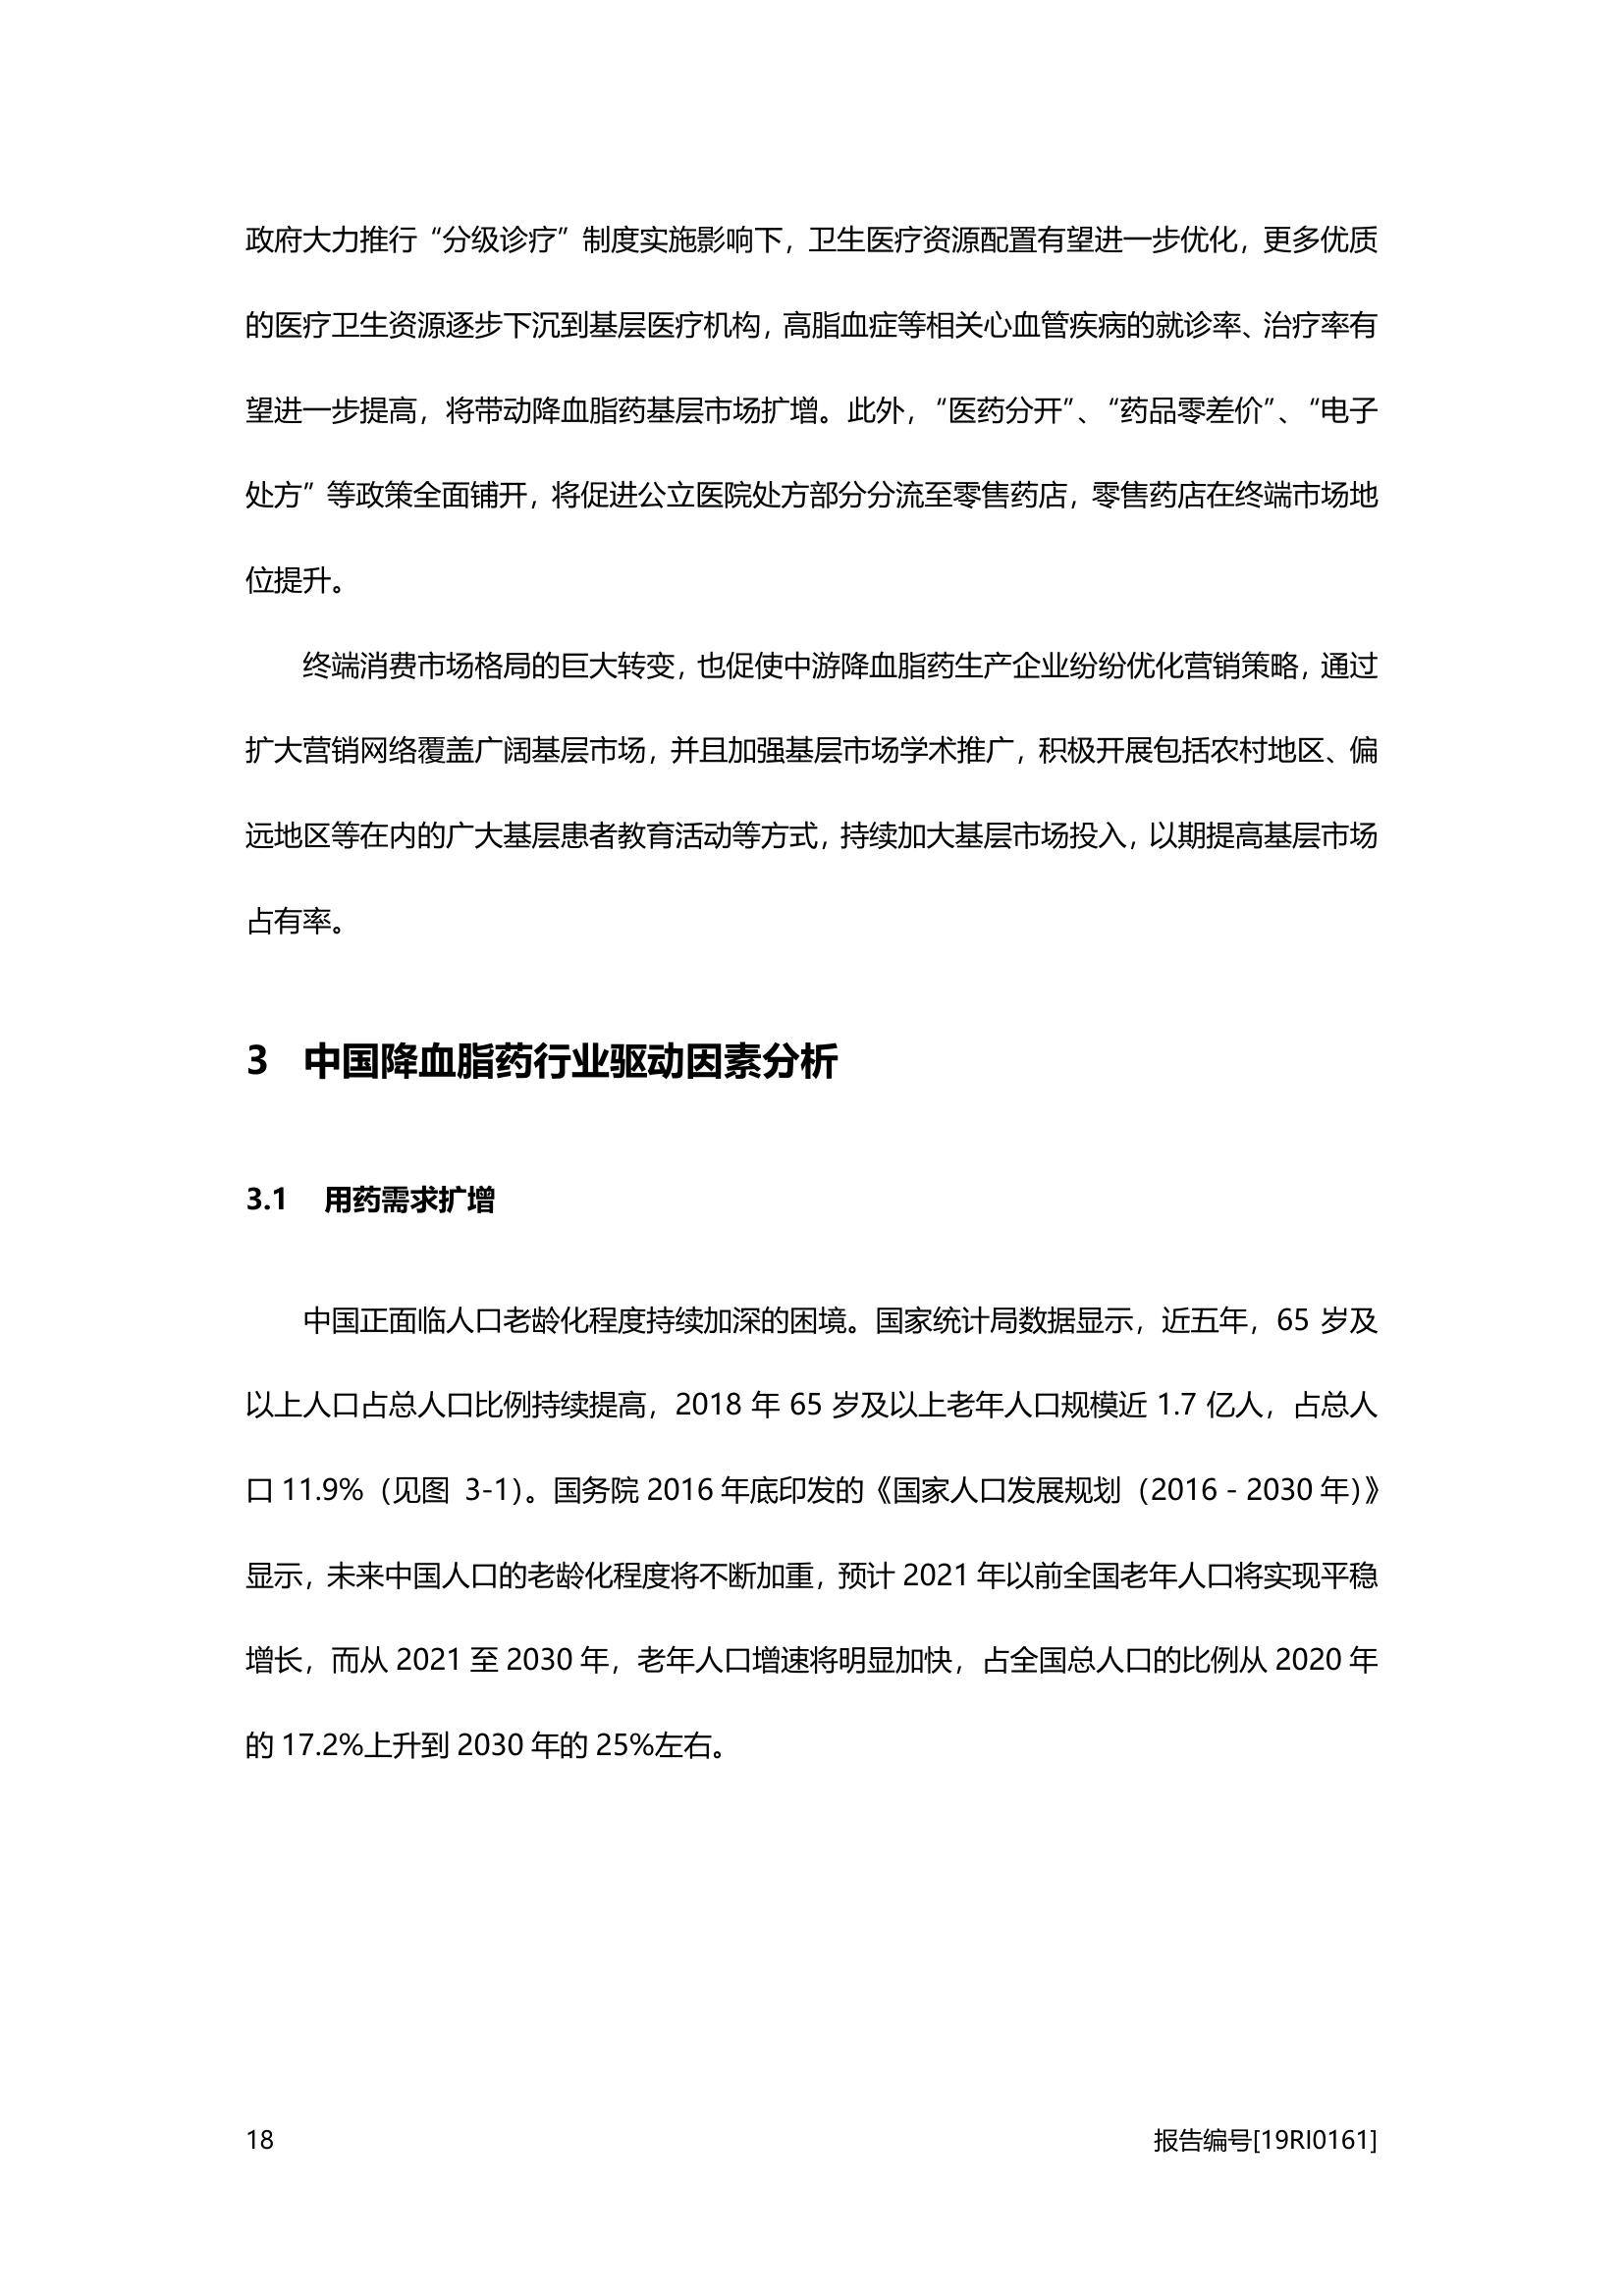 政府大力推行“分级诊疗”制度实施影响下，卫生医疗资源配置有望进一步优化，更多优质
的医疗卫生资源逐步下沉到基层医疗机构，高脂血症等相关心血管疾病的就诊率、治疗率有
望进一步提高，将带动降血脂药基层市场扩增。此外，“医药分开”、“药品零差价”、“电子
处方”等政策全面铺开，将促进公立医院处方部分分流至零售药店，零售药店在终端市场地
位提升。
终端消费市场格局的巨大转变，也促使中游降血脂药生产企业纷纷优化营销策略，通过
扩大营销网络覆盖广阔基层市场，并且加强基层市场学术推广，积极开展包括农村地区、偏
远地区等在内的广大基层患者教育活动等方式，持续加大基层市场投入，以期提高基层市场
占有率。
3 中国降血脂药行业驱动因素分析
3.1 用药需求扩增
中国正面临人口老龄化程度持续加深的困境。国家统计局数据显示，近五年，65 岁及
以上人口占总人口比例持续提高，2018 年 65 岁及以上老年人口规模近 1.7 亿人，占总人
口 11.9%（见图 3-1）。国务院 2016 年底印发的《国家人口发展规划（2016 - 2030 年）》
显示，未来中国人口的老龄化程度将不断加重，预计 2021 年以前全国老年人口将实现平稳
增长，而从 2021 至 2030 年，老年人口增速将明显加快，占全国总人口的比例从 2020 年
的 17.2%上升到 2030 年的 25%左右。
18 报告编号[19RI0161]